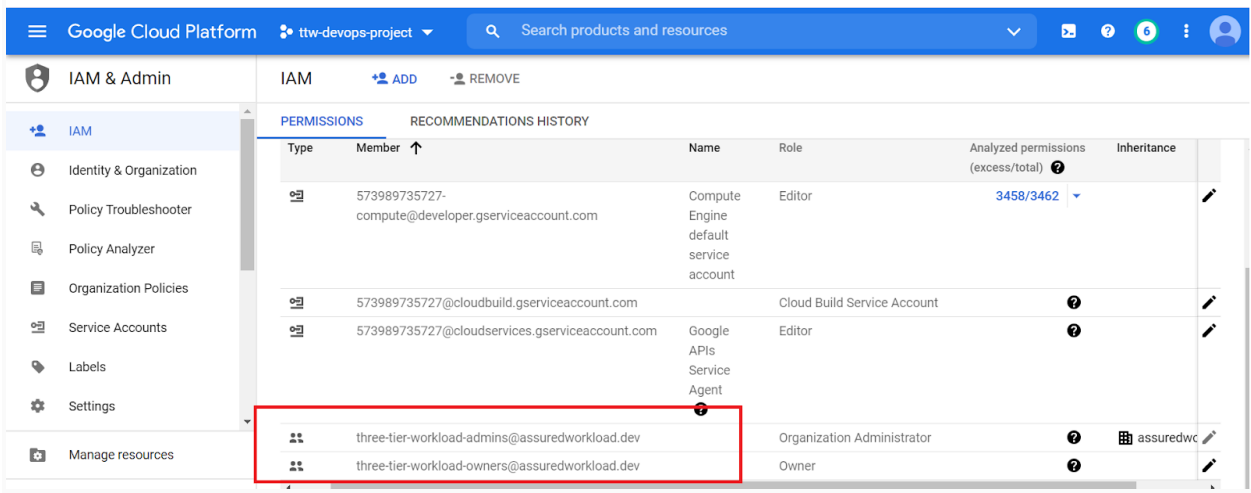 Google Cloud Platform
ttw-devops-project
Search products and resources
6
IAM & Admin
IAM
ADD
REMOVE
IAM
Identity & Organization
Policy Troubleshooter
Policy Analyzer
Organization Policies
Service Accounts
Labels
Settings
Manage resources
PERMISSIONS
RECOMMENDATIONS HISTORY
Type
Member
Name
Role
Analyzed permissions
(excess/total)
Inheritance
573989735727-
compute@developer.gserviceaccount.com
Compute
Engine
default
service
account
Editor
3458/3462
573989735727@cloudbuild.gserviceaccount.com
Cloud Build Service Account
573989735727@cloudservices.gserviceaccount.com
Google
APIs
Service
Agent
Editor
three-tier-workload-admins@assuredworkload.dev
Organization Administrator
assuredwo
three-tier-workload-owners@assuredworkload.dev
Owner